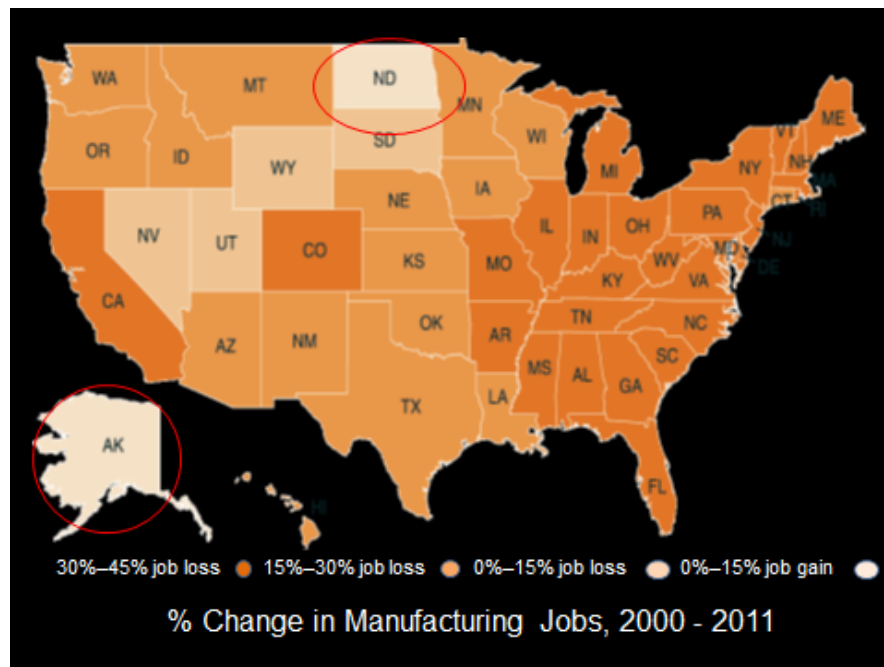 WA
MT
ND
MN
OR
ID
WY
SD
WI
MI
NY
VT
NH
ME
MA
CT
RI
NV
UT
CO
NE
IA
IL
IN
OH
PA
NJ
MD
DE
CA
KS
MO
KY
WV
VA
AZ
NM
OK
AR
TN
NC
SC
TX
LA
MS
AL
GA
FL
AK
HI
30%–45% job loss 15%–30% job loss 0%–15% job loss 0%–15% job gain
% Change in Manufacturing Jobs, 2000 - 2011